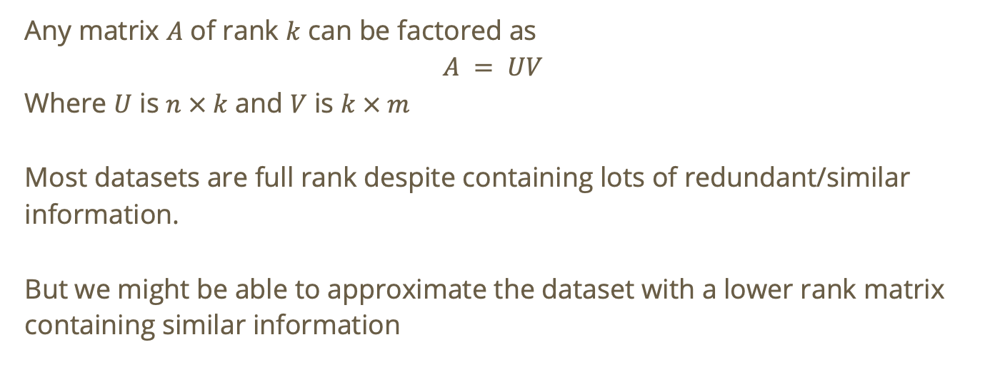 Any matrix A of rank k can be factored as
A = UV
Where U is n × k and V is k × m
Most datasets are full rank despite containing lots of redundant/similar
information.
But we might be able to approximate the dataset with a lower rank matrix
containing similar information